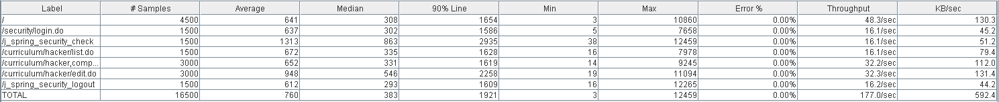 Label # Samples Average Median 90% Line Min Max Error % Throughput KB/sec
/ 4500 641 308 1654 3 10860 0.00% 48.3/sec 130.3
/security/login.do 1500 637 302 1586 5 7658 0.00% 16.1/sec 45.2
/j_spring_security_check 1500 1313 863 2935 38 12459 0.00% 16.1/sec 51.2
/curriculum/hacker/list.do 1500 672 335 1628 16 7978 0.00% 16.1/sec 79.4
/curriculum/hacker,comp... 3000 652 331 1619 14 9245 0.00% 32.2/sec 112.0
/curriculum/hacker/edit.do 3000 948 546 2258 19 11094 0.00% 32.3/sec 131.4
/j_spring_security_logout 1500 612 293 1609 16 12265 0.00% 16.2/sec 44.2
TOTAL 16500 760 383 1921 3 12459 0.00% 177.0/sec 592.4